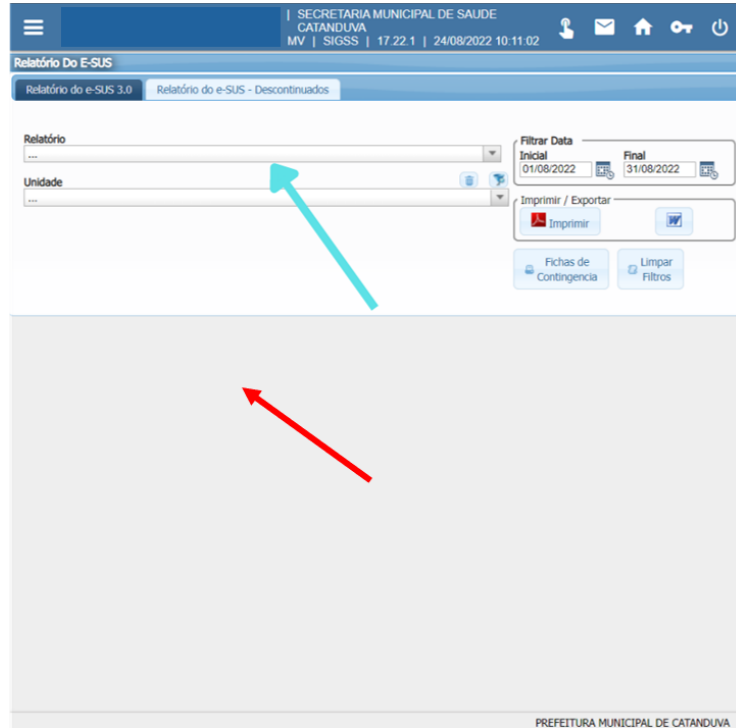 | SECRETARIA MUNICIPAL DE SAUDE
CATANDUVA
MV | SIGSS | 17.22.1 | 24/08/2022 10:11:02
Relatório Do E-SUS
Relatório do e-SUS 3.0 Relatório do e-SUS - Descontinuados
Relatório
...
Unidade
...
Filtrar Data
Inicial Final
01/08/2022 31/08/2022
Imprimir / Exportar
Imprimir
Fichas de
Contingencia
Limpar
Filtros
PREFEITURA MUNICIPAL DE CATANDUVA